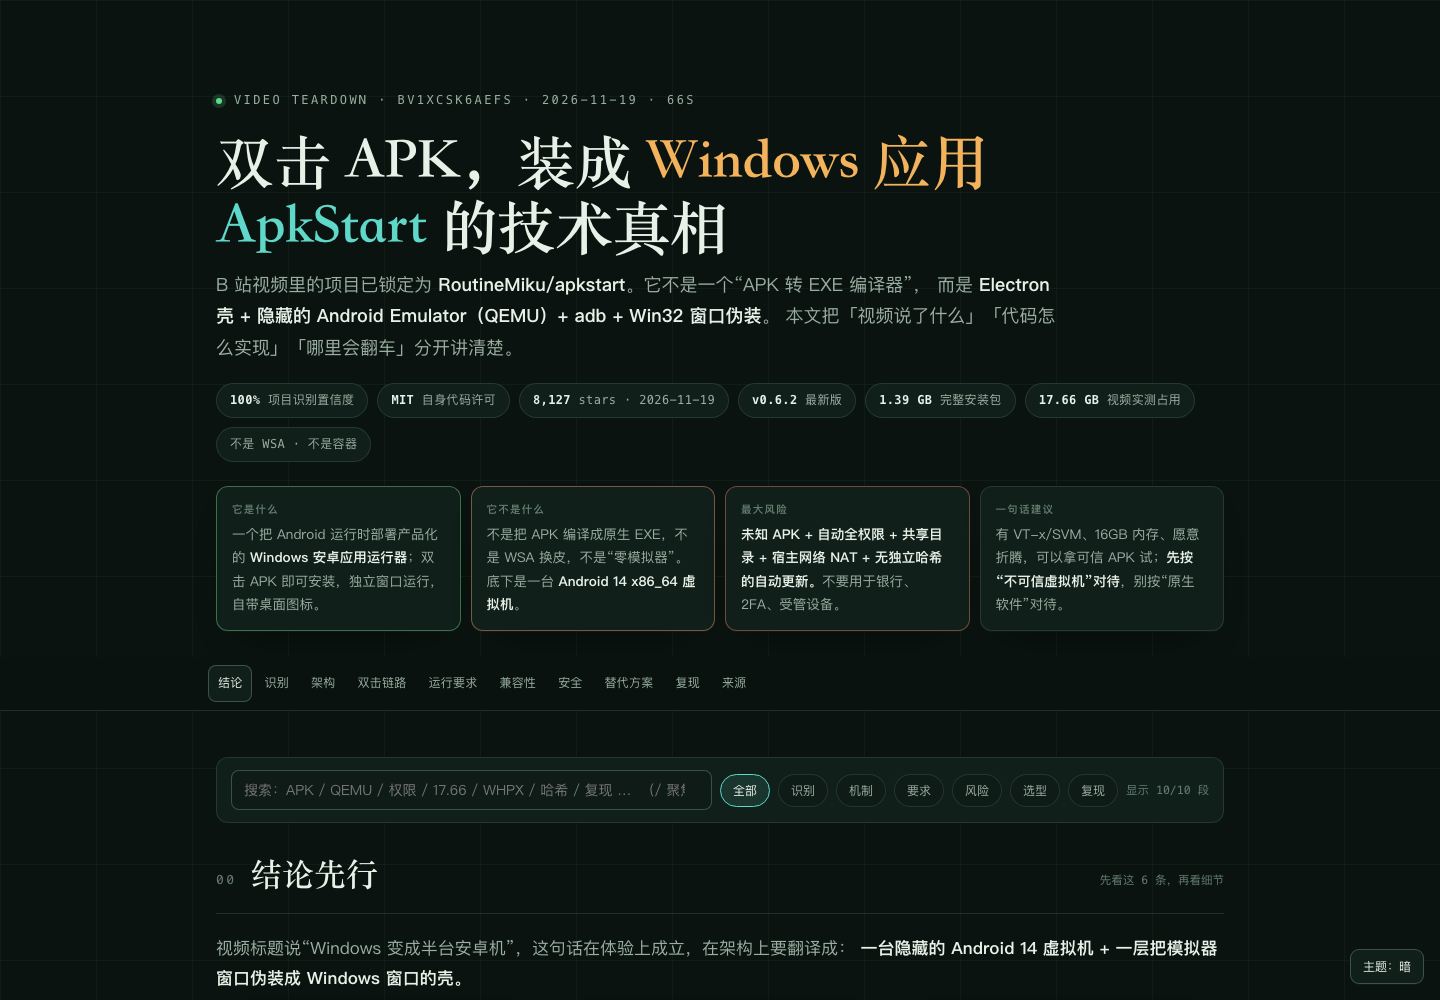 VIDEO TEARDOWN · BV1XCSK6AEFS · 2026-11-19 · 66S
双击 APK，装成 Windows 应用
ApkStart 的技术真相
B 站视频里的项目已锁定为 RoutineMiku/apkstart。它不是一个“APK 转 EXE 编译器”， 而是 Electron
壳 + 隐藏的 Android Emulator（QEMU）+ adb + Win32 窗口伪装。 本文把「视频说了什么」「代码怎
么实现」「哪里会翻车」分开讲清楚。
100% 项目识别置信度
MIT 自身代码许可
8,127 stars · 2026-11-19
v0.6.2 最新版
1.39 GB 完整安装包
17.66 GB 视频实测占用
不是 WSA · 不是容器
它是什么
一个把 Android 运行时部署产品化
的 Windows 安卓应用运行器；双
击 APK 即可安装，独立窗口运行，
自带桌面图标。
它不是什么
不是把 APK 编译成原生 EXE，不
是 WSA 换皮，不是“零模拟器”。
底下是一台 Android 14 x86_64 虚
拟机。
最大风险
未知 APK + 自动全权限 + 共享目
录 + 宿主网络 NAT + 无独立哈希
的自动更新。不要用于银行、
2FA、受管设备。
一句话建议
有 VT-x/SVM、16GB 内存、愿意
折腾，可以拿可信 APK 试；先按
“不可信虚拟机”对待，别按“原生
软件”对待。
结论 识别 架构 双击链路 运行要求 兼容性 安全 替代方案 复现 来源
搜索：APK / QEMU / 权限 / 17.66 / WHPX / 哈希 / 复现 … （/ 聚
全部 识别 机制 要求 风险 选型 复现 显示 10/10 段
00 结论先行
先看这 6 条，再看细节
视频标题说“Windows 变成半台安卓机”，这句话在体验上成立，在架构上要翻译成： 一台隐藏的 Android 14 虚拟机 + 一层把模拟器
窗口伪装成 Windows 窗口的壳。
主题：暗